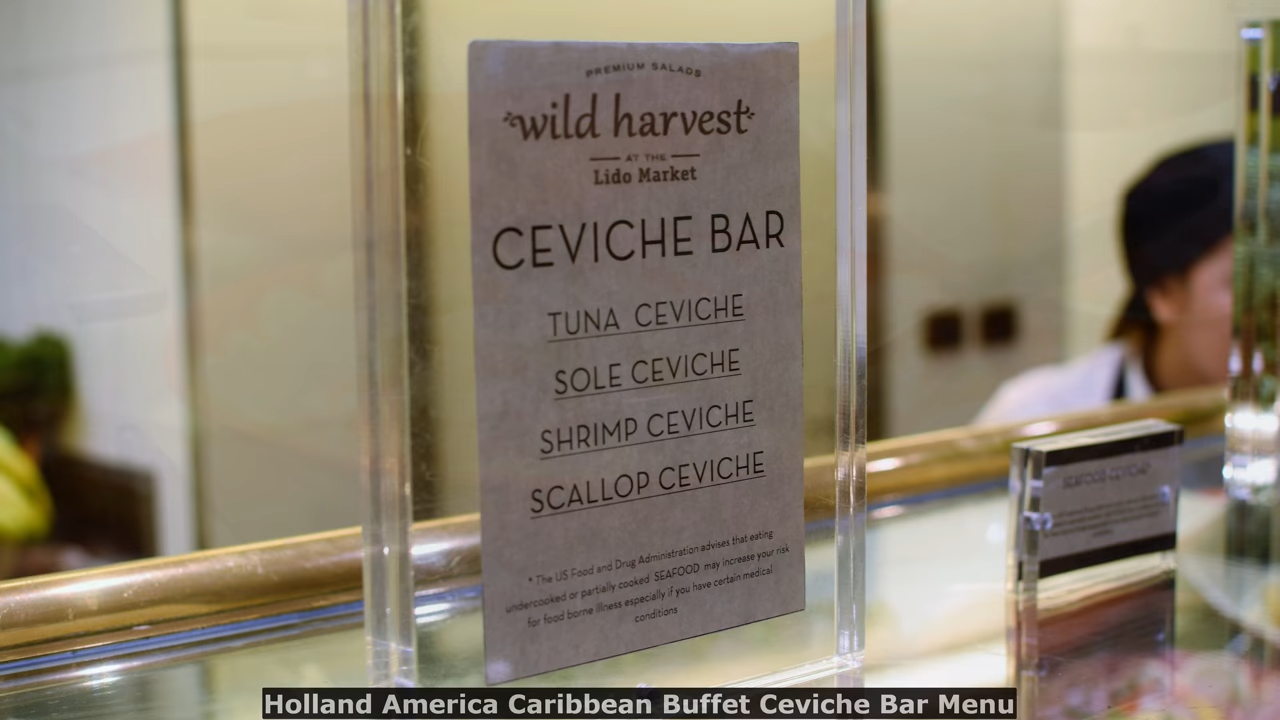 PREMIUM SALADS
wild harvest
AT THE
Lido Market
CEVICHE BAR
TUNA CEVICHE
SOLE CEVICHE
SHRIMP CEVICHE
SCALLOP CEVICHE
* The US Food and Drug Administration advises that eating
undercooked or partially cooked SEAFOOD may increase your risk
for food borne illness especially if you have certain medical
conditions
SEAFOOD CEVICHE
Holland America Caribbean Buffet Ceviche Bar Menu